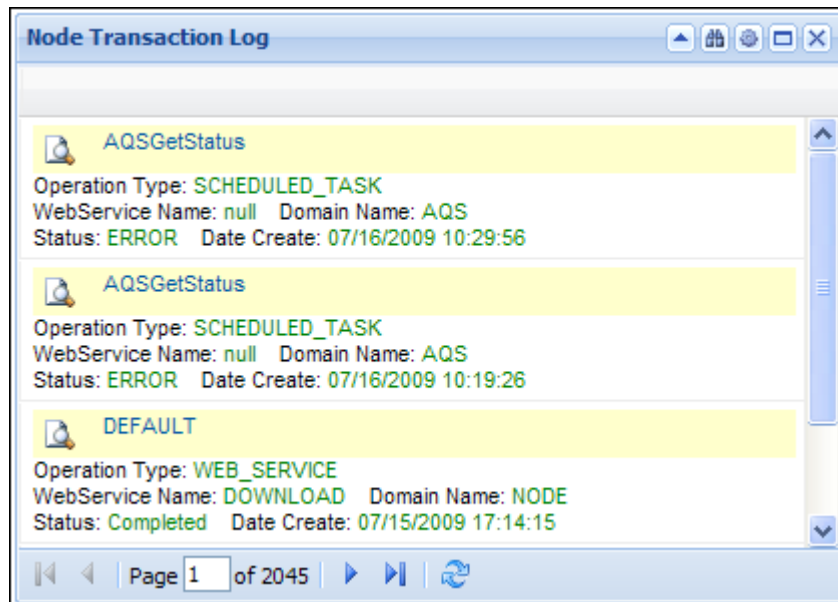 Node Transaction Log
AQSGetStatus
Operation Type: SCHEDULED_TASK
WebService Name: null Domain Name: AQS
Status: ERROR Date Create: 07/16/2009 10:29:56
AQSGetStatus
Operation Type: SCHEDULED_TASK
WebService Name: null Domain Name: AQS
Status: ERROR Date Create: 07/16/2009 10:19:26
DEFAULT
Operation Type: WEB_SERVICE
WebService Name: DOWNLOAD Domain Name: NODE
Status: Completed Date Create: 07/15/2009 17:14:15
Page 1 of 2045